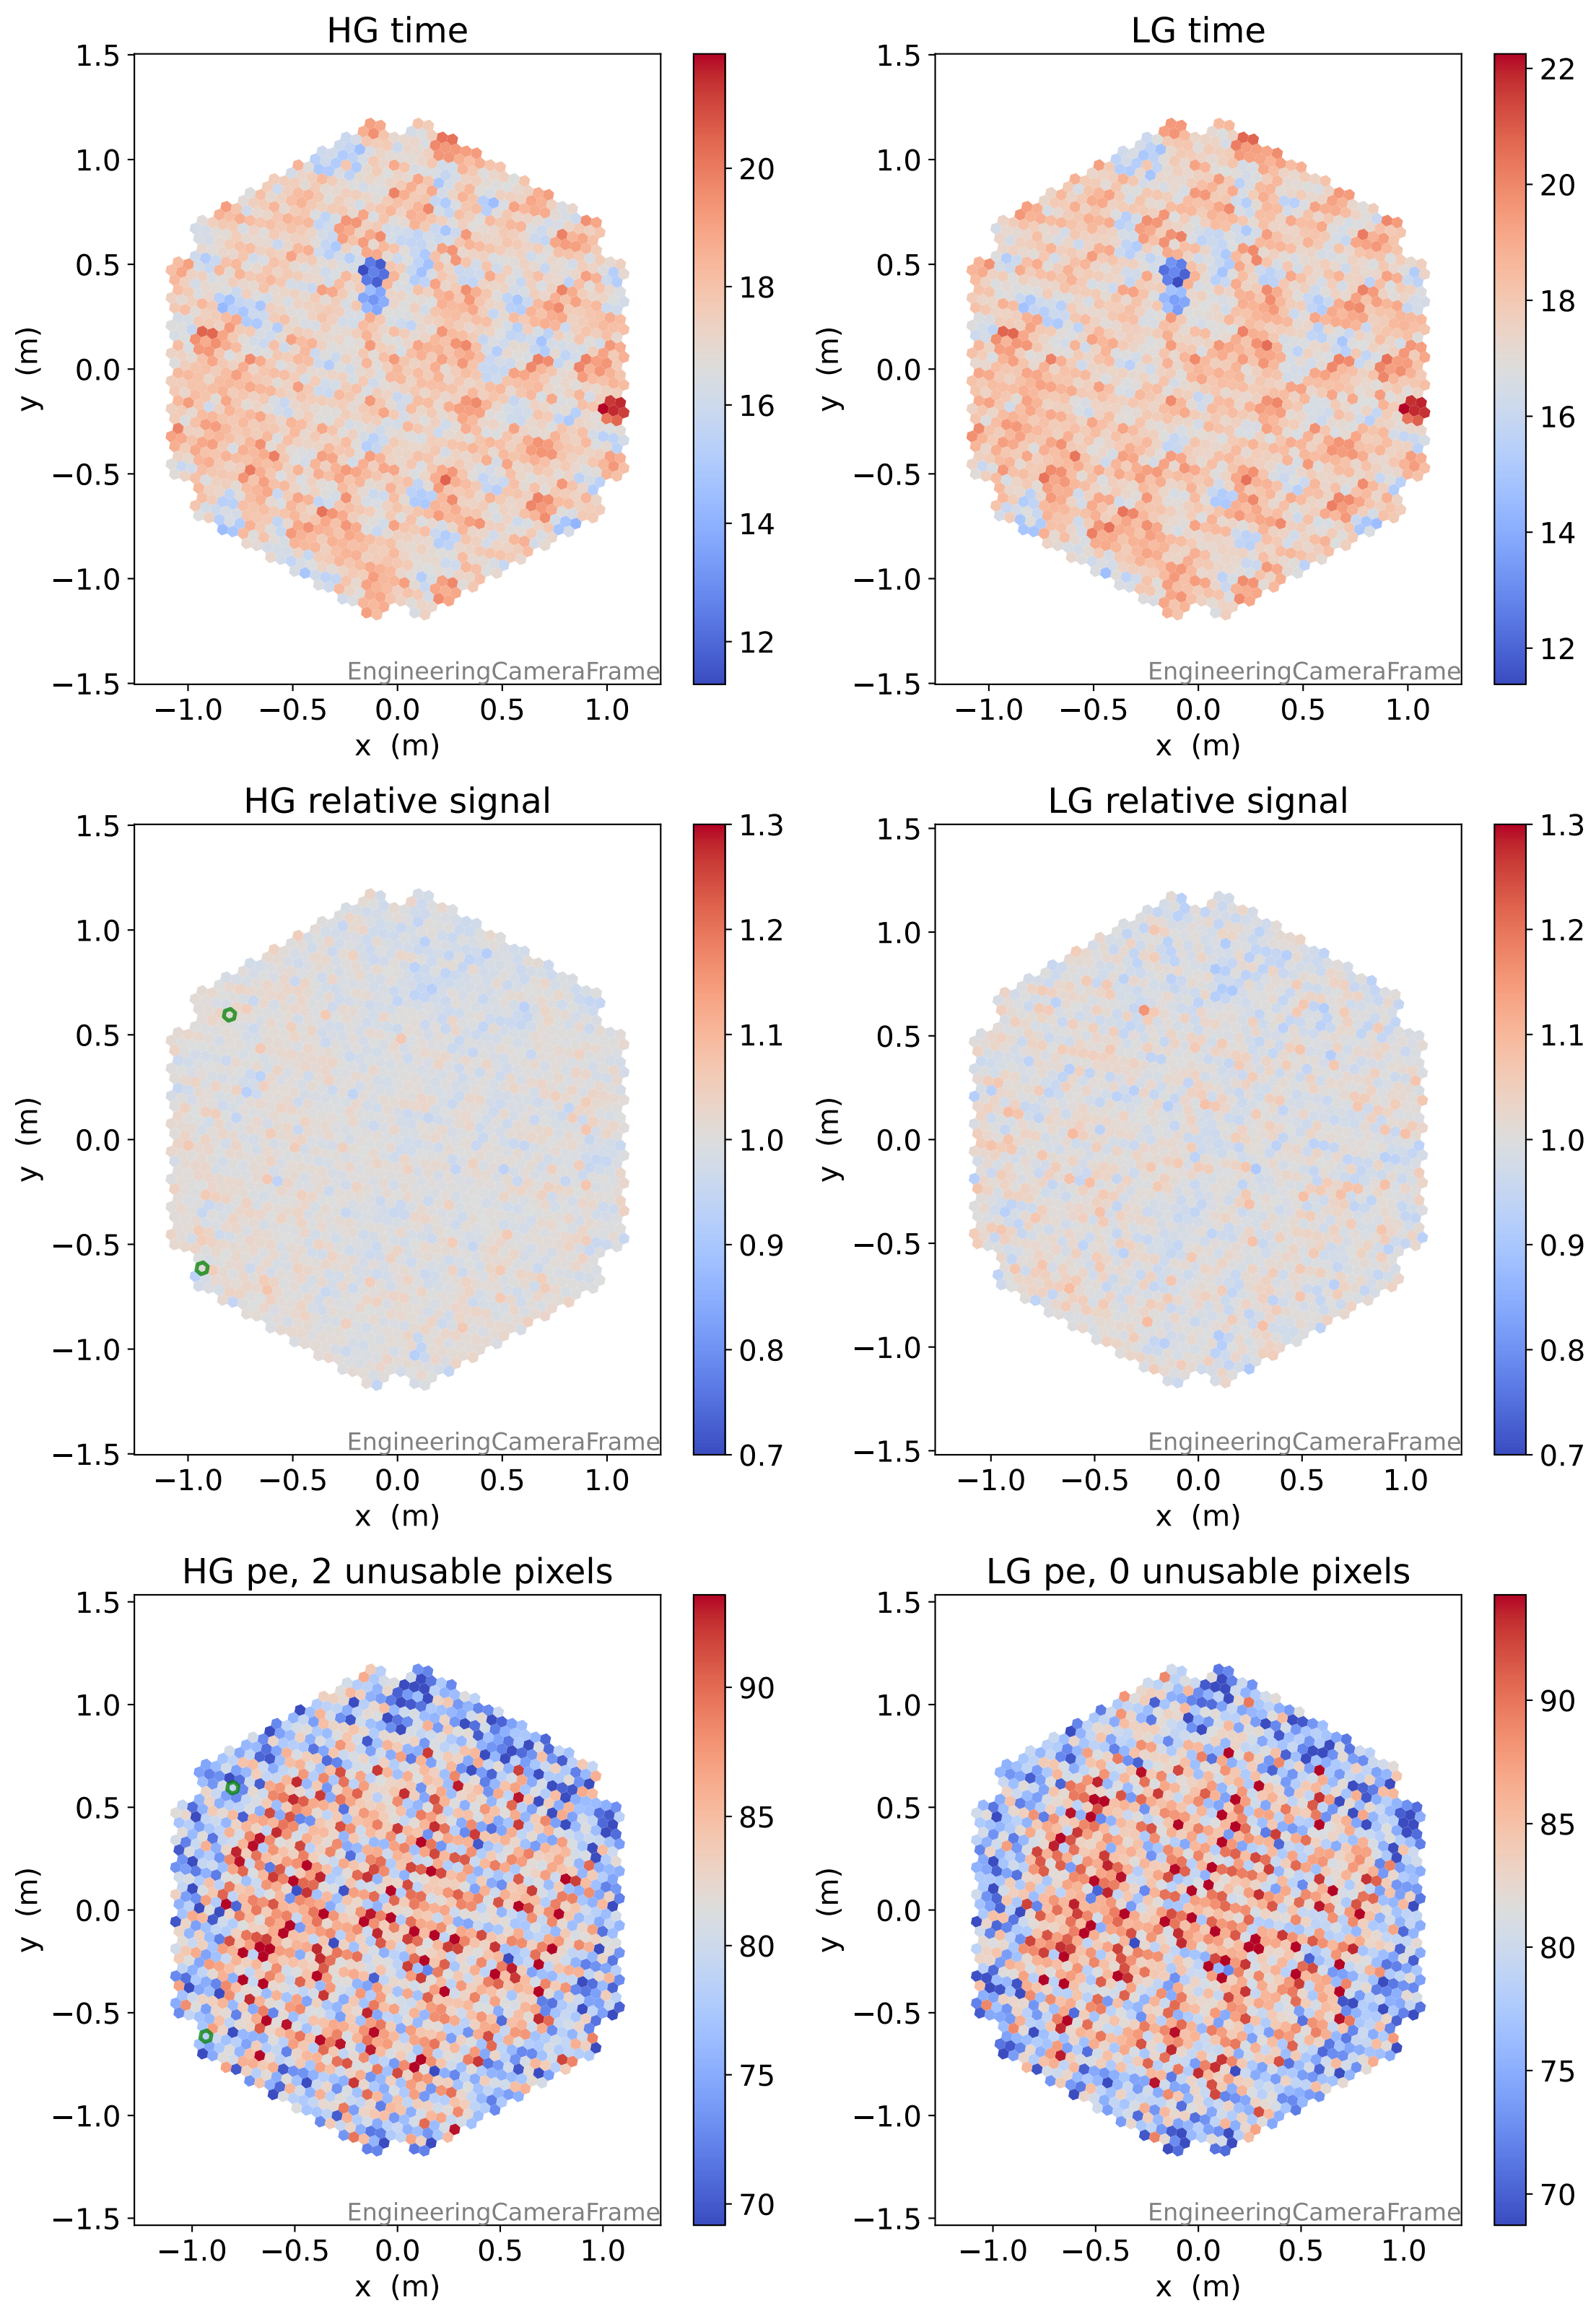 HG time
1.5
1.0
0.5
0.0
−0.5
−1.0
−1.5
y (m)
−1.0 −0.5 0.0 0.5 1.0
x (m)
EngineeringCameraFrame
20
18
16
14
12
LG time
1.5
1.0
0.5
0.0
−0.5
−1.0
−1.5
y (m)
−1.0 −0.5 0.0 0.5 1.0
x (m)
EngineeringCameraFrame
22
20
18
16
14
12
HG relative signal
1.5
1.0
0.5
0.0
−0.5
−1.0
−1.5
y (m)
−1.0 −0.5 0.0 0.5 1.0
x (m)
EngineeringCameraFrame
1.3
1.2
1.1
1.0
0.9
0.8
0.7
LG relative signal
1.5
1.0
0.5
0.0
−0.5
−1.0
−1.5
y (m)
−1.0 −0.5 0.0 0.5 1.0
x (m)
EngineeringCameraFrame
1.3
1.2
1.1
1.0
0.9
0.8
0.7
HG pe, 2 unusable pixels
1.5
1.0
0.5
0.0
−0.5
−1.0
−1.5
y (m)
−1.0 −0.5 0.0 0.5 1.0
x (m)
EngineeringCameraFrame
90
85
80
75
70
LG pe, 0 unusable pixels
1.5
1.0
0.5
0.0
−0.5
−1.0
−1.5
y (m)
−1.0 −0.5 0.0 0.5 1.0
x (m)
EngineeringCameraFrame
90
85
80
75
70